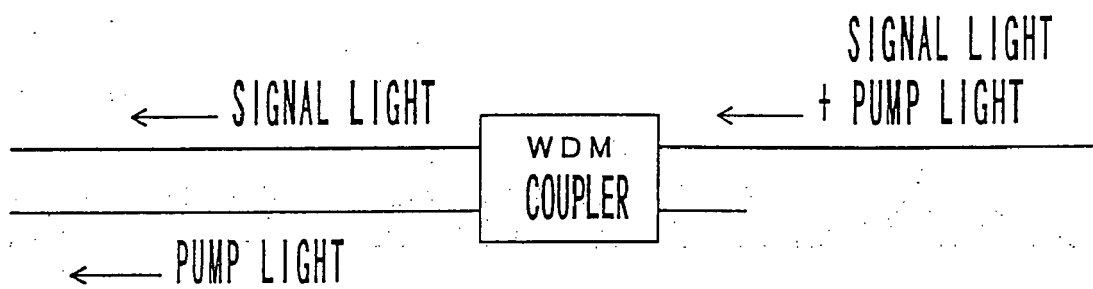 SIGNAL LIGHT
+ PUMP LIGHT
SIGNAL LIGHT
WDM
COUPLER
PUMP LIGHT